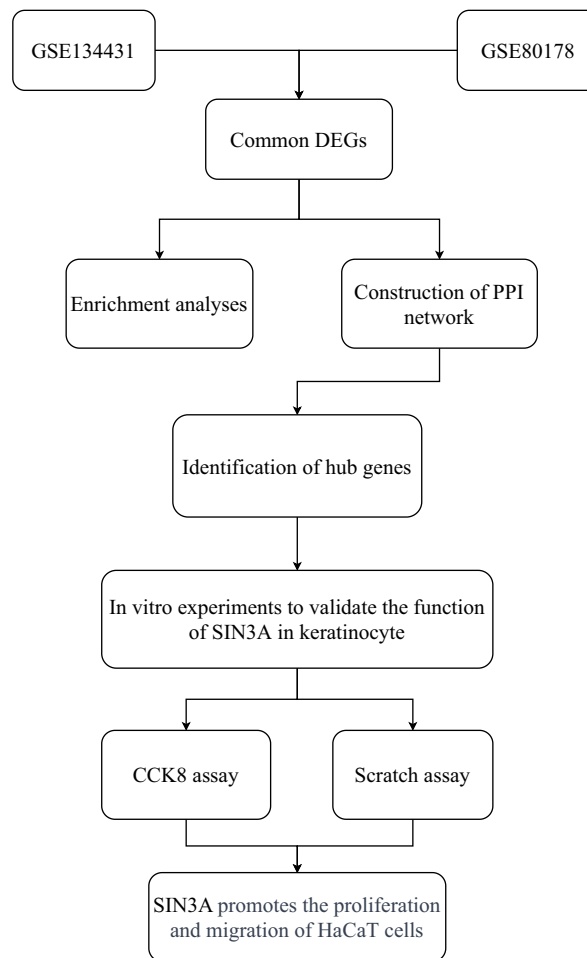 GSE134431
GSE80178
Common DEGs
Enrichment analyses
Construction of PPI
network
Identification of hub genes
In vitro experiments to validate the function
of SIN3A in keratinocyte
CCK8 assay
Scratch assay
SIN3A promotes the proliferation
and migration of HaCaT cells